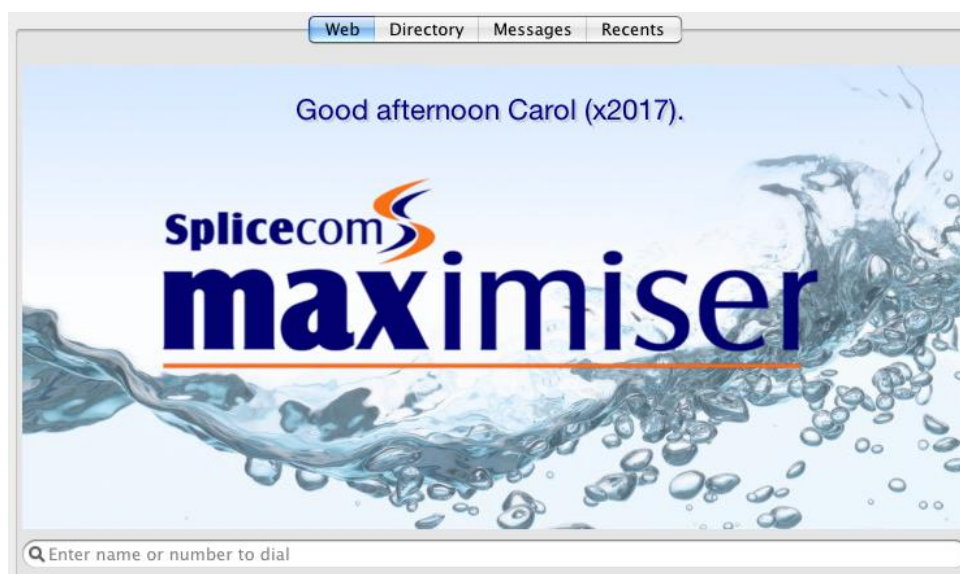 Web Directory Messages Recents
Good afternoon Carol (x2017).
Splicecom
maximiser
Enter name or number to dial